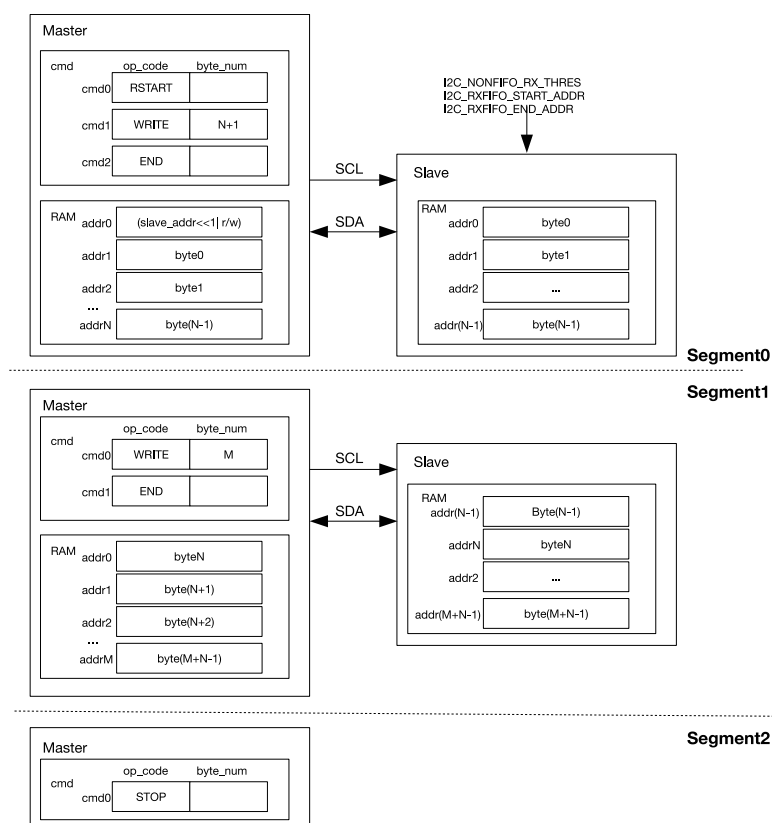 Master
cmd
op_code byte_num
cmd0 RSTART
cmd1 WRITE N+1
cmd2 END
RAM
addr0 (slave_addr<<1| r/w)
addr1 byte0
addr2 byte1
...
addrN byte(N-1)
SCL
SDA
I2C_NONFIFO_RX_THRES
I2C_RXFIFO_START_ADDR
I2C_RXFIFO_END_ADDR
Slave
RAM
addr0 byte0
addr1 byte1
addr2 ...
addr(N-1) byte(N-1)
Segment0
Segment1
Master
op_code byte_num
cmd
cmd0 WRITE M
cmd1 END
RAM
addr0 byteN
addr1 byte(N+1)
addr2 byte(N+2)
...
addrM byte(M+N-1)
SCL
SDA
Slave
RAM
addr(N-1) Byte(N-1)
addrN byteN
addr2 ...
addr(M+N-1) byte(M+N-1)
Segment2
Master
op_code byte_num
cmd
cmd0 STOP